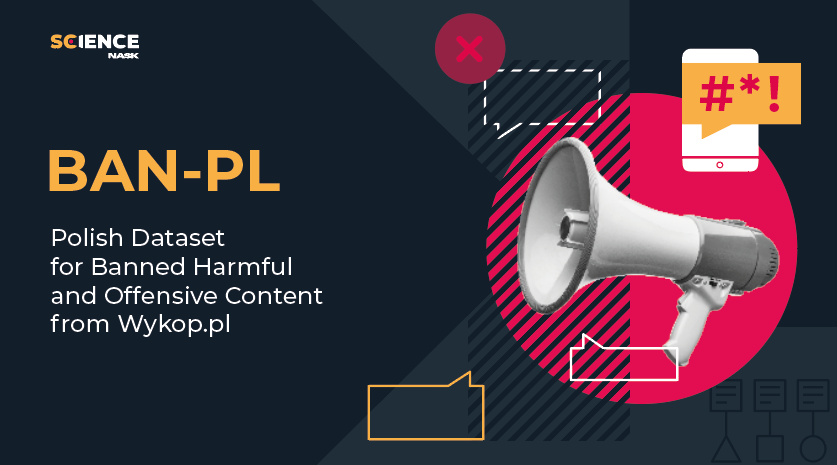 SCIENCE
NASK
BAN-PL
Polish Dataset
for Banned Harmful
and Offensive Content
from Wykop.pl
#*!